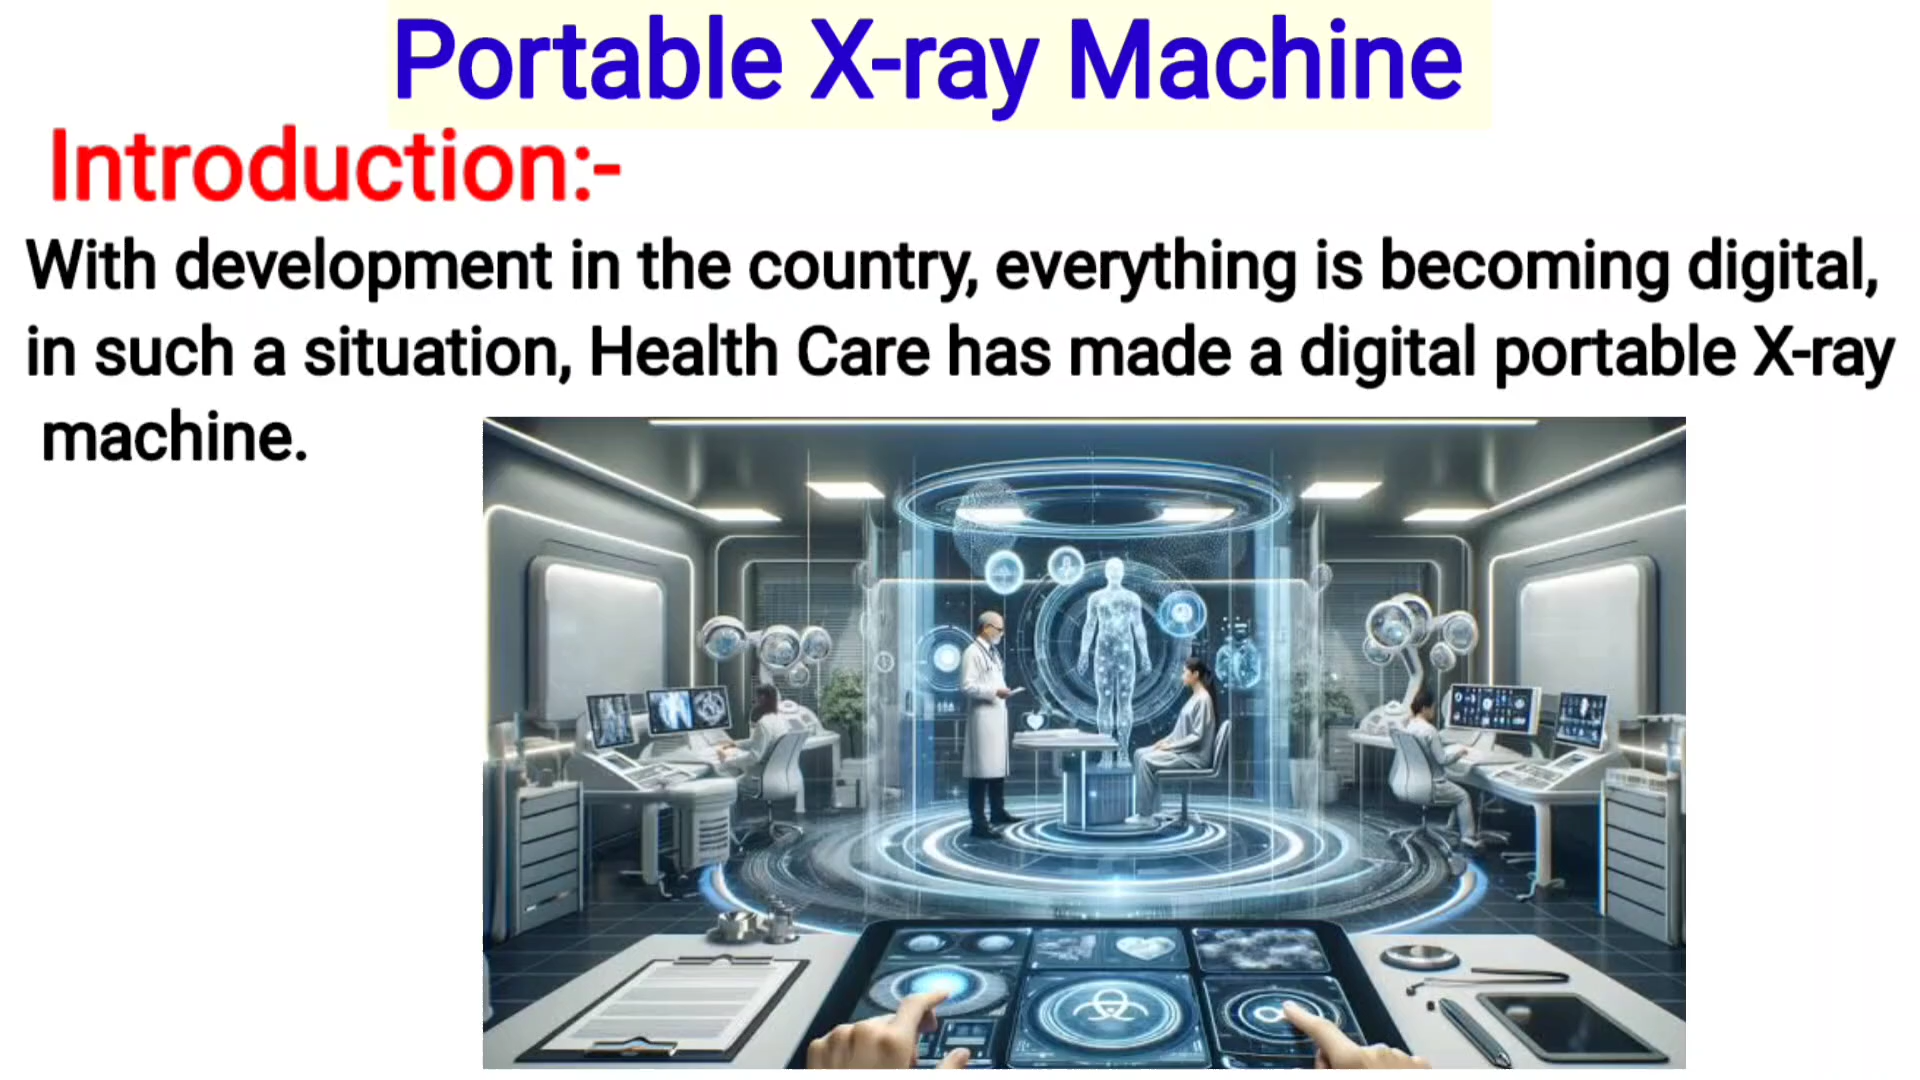 Portable X-ray Machine
Introduction:-
With development in the country, everything is becoming digital,
in such a situation, Health Care has made a digital portable X-ray
machine.